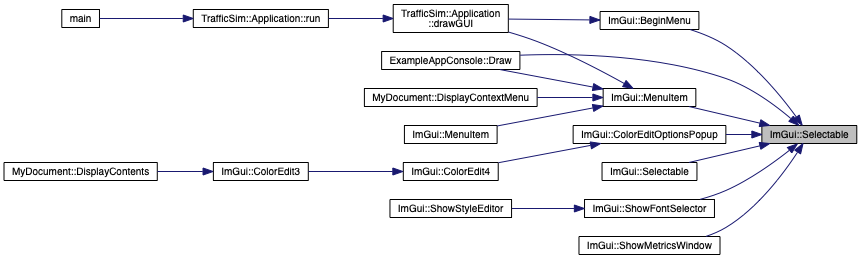 main
TrafficSim::Application::run
TrafficSim::Application
::drawGUI
ImGui::BeginMenu
ExampleAppConsole::Draw
MyDocument::DisplayContextMenu
ImGui::MenuItem
ImGui::MenuItem
ImGui::ColorEditOptionsPopup
ImGui::Selectable
MyDocument::DisplayContents
ImGui::ColorEdit3
ImGui::ColorEdit4
ImGui::Selectable
ImGui::ShowStyleEditor
ImGui::ShowFontSelector
ImGui::ShowMetricsWindow